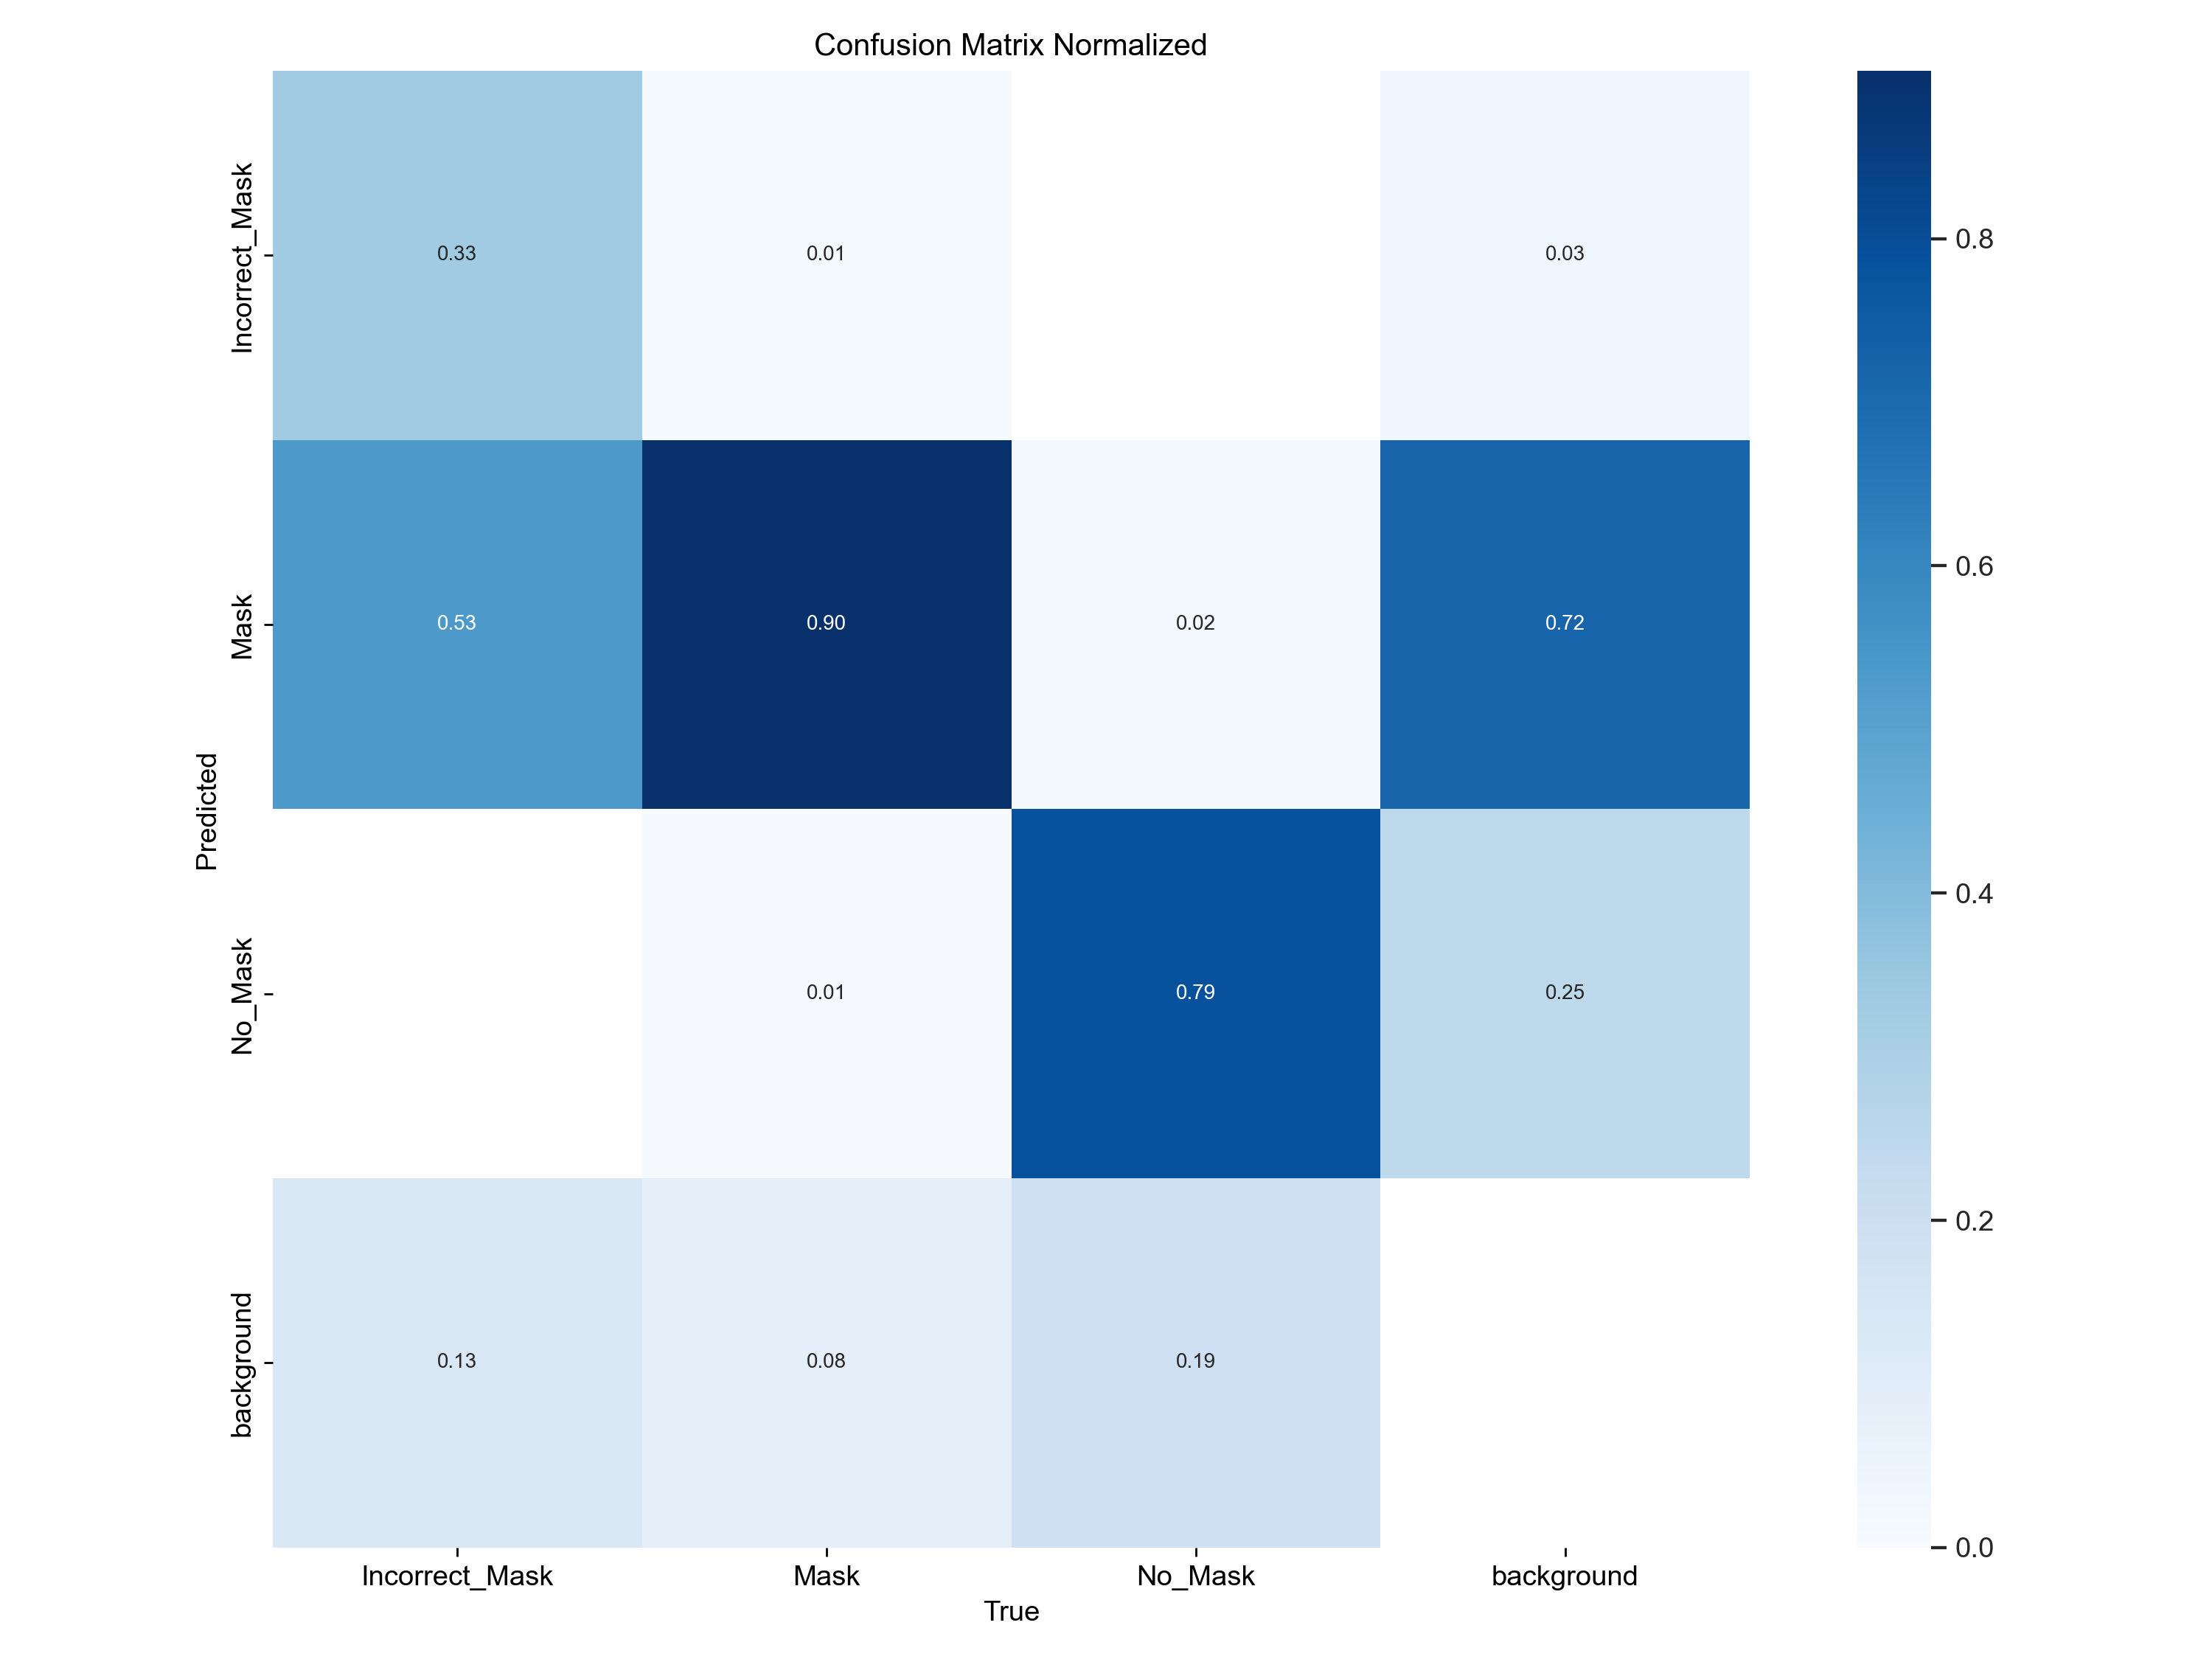 Confusion Matrix Normalized
Incorrect_Mask
0.33
0.01
0.03
0.8
Mask
0.53
0.90
0.02
0.72
0.6
Predicted
No_Mask
0.01
0.79
0.25
0.4
background
0.13
0.08
0.19
0.2
0.0
Incorrect_Mask
Mask
No_Mask
background
True